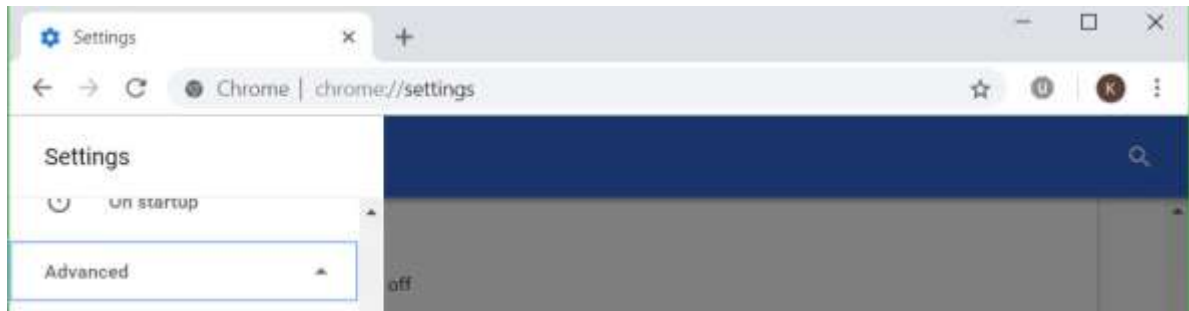 Settings
Chrome | chrome://settings
K
Settings
On startup
Advanced
off